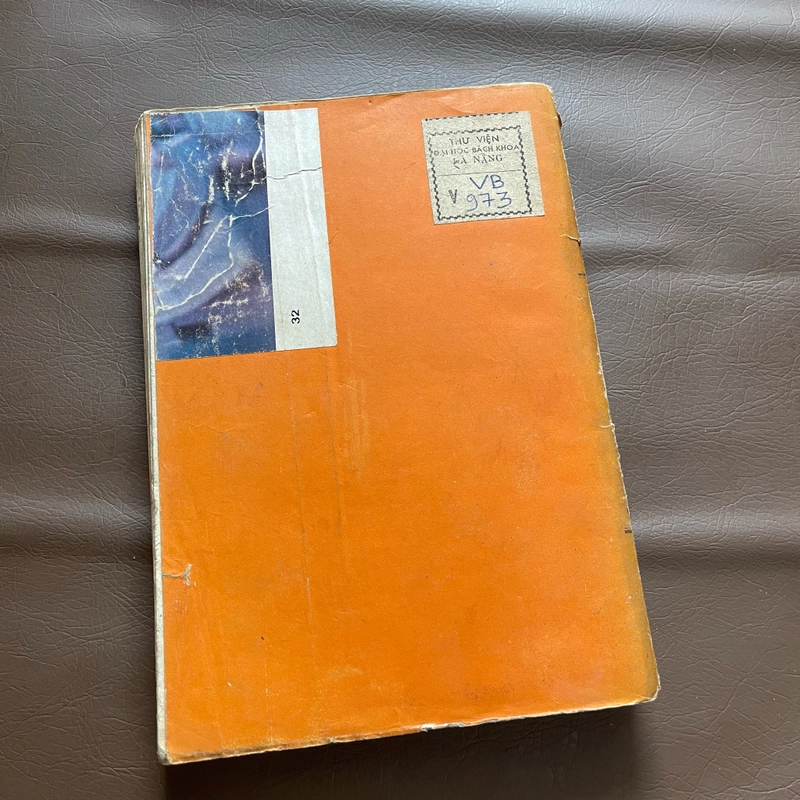 THƯ VIỆN
ĐẠI HỌC BÁCH KHOA
ĐÀ NẴNG
V VB
973
32